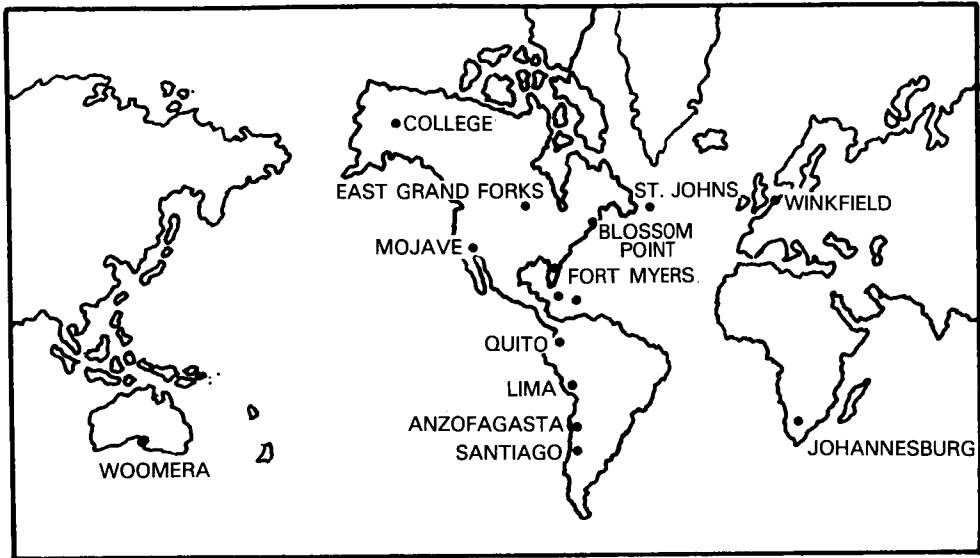 COLLEGE
EAST GRAND FORKS
ST. JOHNS
WINKFIELD
BLOSSOM
POINT
MOJAVE
FORT MYERS
QUITO
LIMA
ANZOFAGASTA
SANTIAGO
JOHANNESBURG
WOOMERA